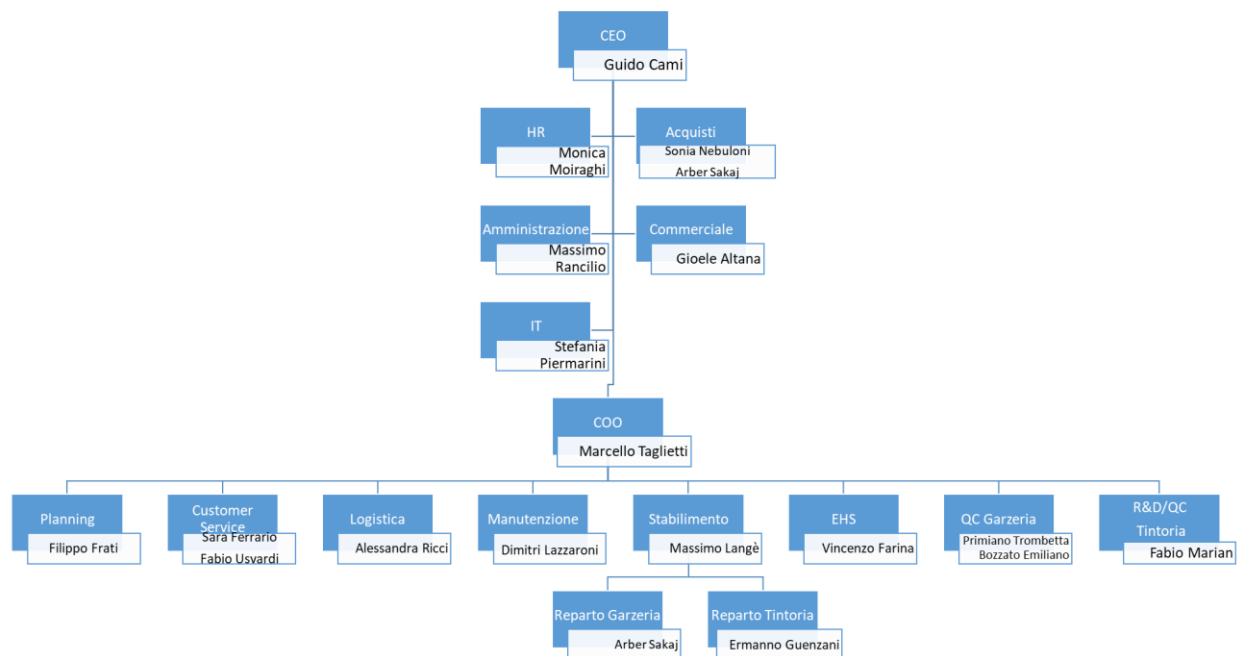 CEO
Guido Cami
HR
Monica
Moiraghi
Acquisti
Sonia Nebuloni
Arber Sakaj
Amministrazione
Massimo
Rancilio
Commerciale
Gioele Altana
IT
Stefania
Piermarini
COO
Marcello Taglietti
Planning
Filippo Frati
Customer
Service
Sara Ferrario
Fabio Usvardi
Logistica
Alessandra Ricci
Manutenzione
Dimitri Lazzaroni
Stabilimento
Massimo Langè
EHS
Vincenzo Farina
QC Garzeria
Primiano Trombetta
Bozzato Emiliano
R&D/QC
Tintoria
Fabio Marian
Reparto Garzeria
Arber Sakaj
Reparto Tintoria
Ermanno Guenzani